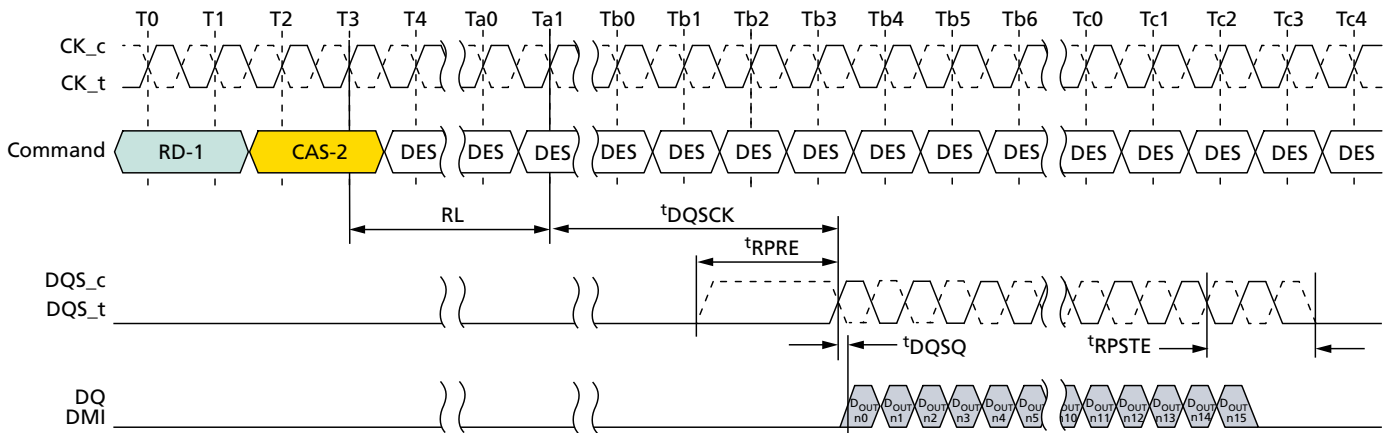 T0 T1 T2 T3 T4 Ta0 Ta1 Tb0 Tb1 Tb2 Tb3 Tb4 Tb5 Tb6 Tc0 Tc1 Tc2 Tc3 Tc4
CK_c
CK_t
Command RD-1 CAS-2 DES DES DES DES DES DES DES DES DES DES DES DES DES DES DES
RL tDQSCK
tRPRE
DQS_c
DQS_t
tDQSQ tRPSTE
DQ
DMI
DOUT n0 DOUT n1 DOUT n2 DOUT n3 DOUT n4 DOUT n5 DOUT n10 DOUT n11 DOUT n12 DOUT n13 DOUT n14 DOUT n15